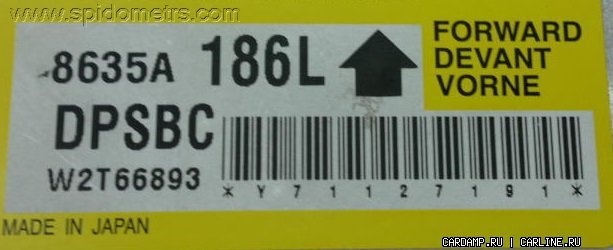 www.spidometrs.com
8635A 186L
FORWARD
DEVANT
VORNE
DPSBC
W2T66893
*Y71127191*
MADE IN JAPAN
CARDAMP.RU | CARLINE.RU